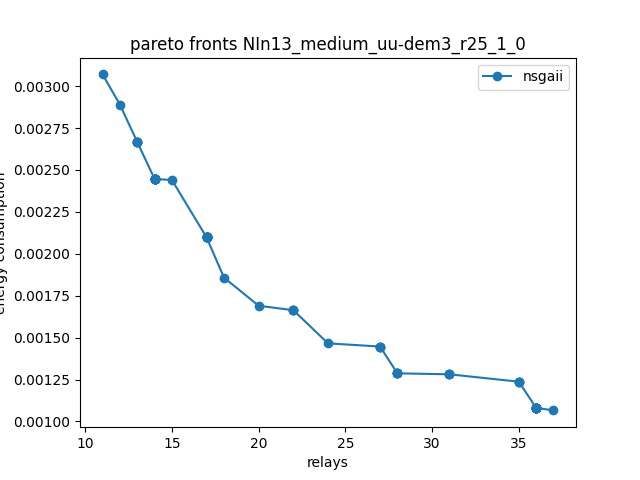 pareto fronts NIn13_medium_uu-dem3_r25_1_0
nsgaii
0.00300
0.00275
0.00250
0.00225
0.00200
0.00175
0.00150
0.00125
0.00100
energy consumption
10 15 20 25 30 35
relays